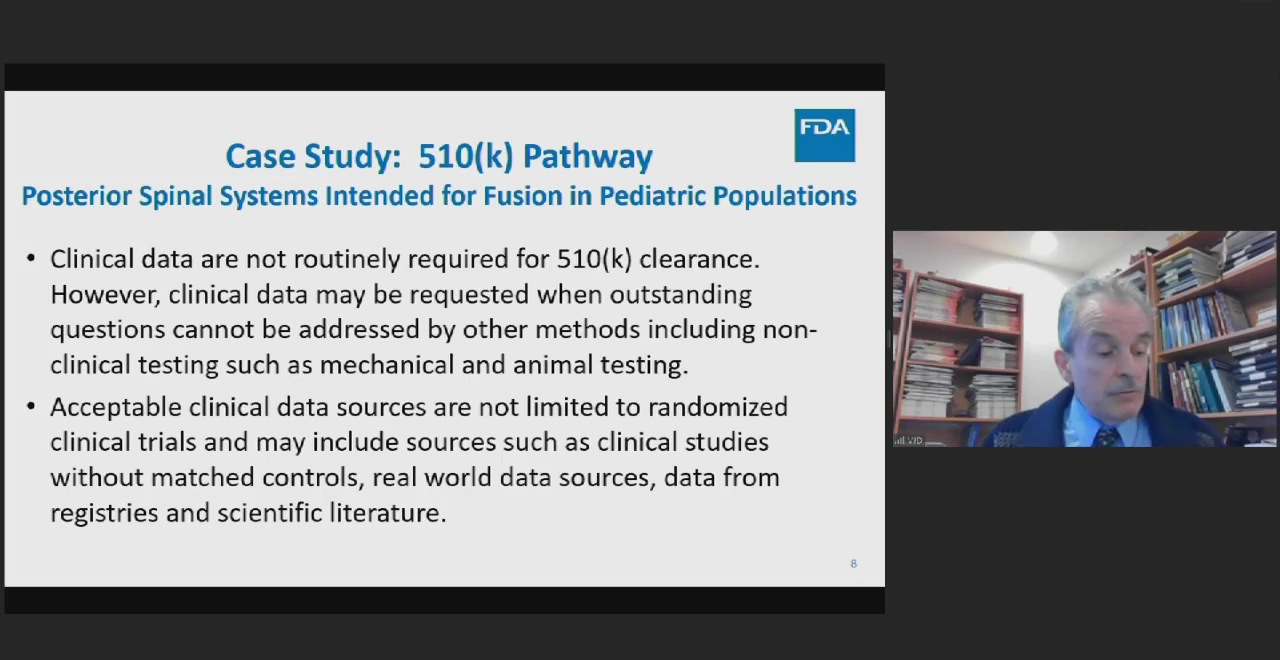 FDA
Case Study: 510(k) Pathway
Posterior Spinal Systems Intended for Fusion in Pediatric Populations
• Clinical data are not routinely required for 510(k) clearance.
However, clinical data may be requested when outstanding
questions cannot be addressed by other methods including non-
clinical testing such as mechanical and animal testing.
• Acceptable clinical data sources are not limited to randomized
clinical trials and may include sources such as clinical studies
without matched controls, real world data sources, data from
registries and scientific literature.
8